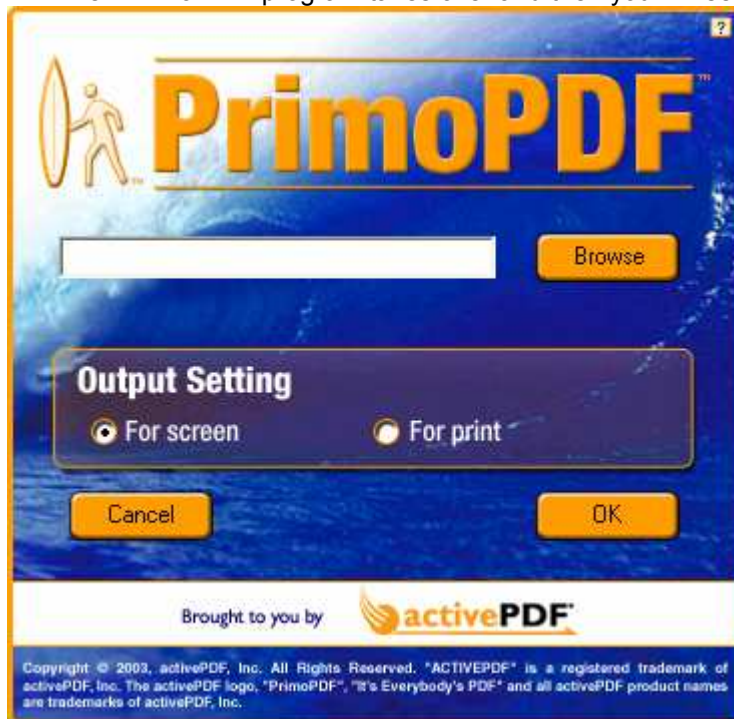 ?
PrimoPDF™
Browse
Output Setting
For screen For print
Cancel OK
Brought to you by activePDF
Copyright © 2003, activePDF, Inc. All Rights Reserved. "ACTIVEPDF" is a registered trademark of
activePDF, Inc. The activePDF logo, "PrimoPDF", "It's Everybody's PDF" and all activePDF product names
are trademarks of activePDF, Inc.